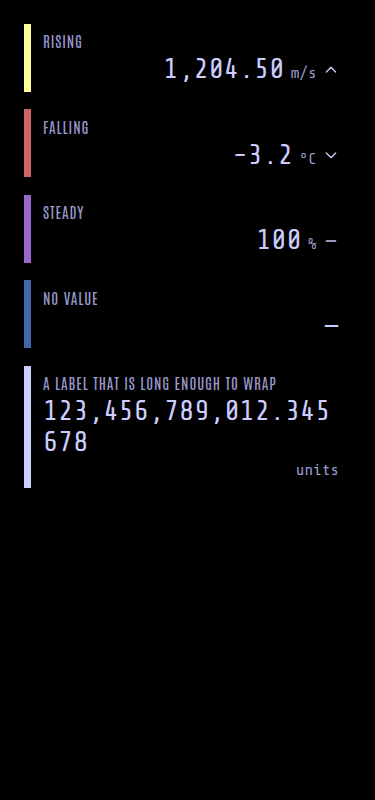 RISING
1,204.50 m/s
FALLING
-3.2 °C
STEADY
100 % –
NO VALUE
—
A LABEL THAT IS LONG ENOUGH TO WRAP
123,456,789,012.345
678
units